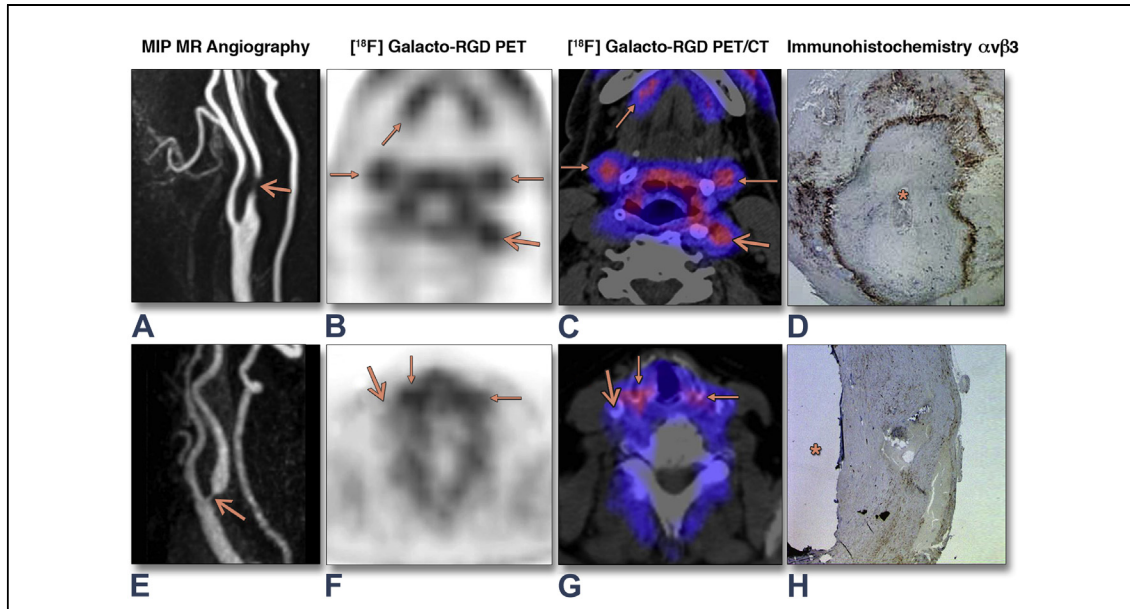 MIP MR Angiography
[¹⁸F] Galacto-RGD PET
[¹⁸F] Galacto-RGD PET/CT
Immunohistochemistry αvβ3
A
B
C
D
*
E
F
G
H
*